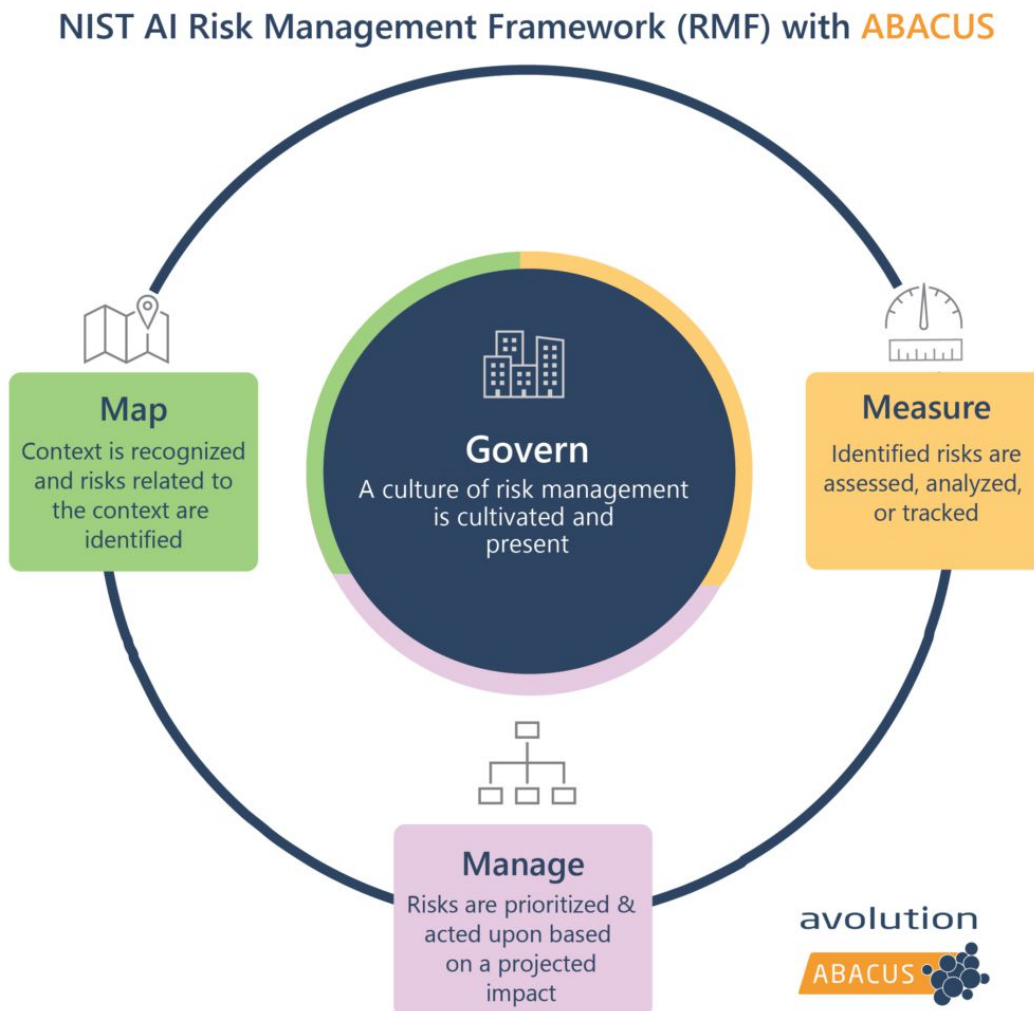 NIST AI Risk Management Framework (RMF) with ABACUS
Map
Context is recognized
and risks related to
the context are
identified
Govern
A culture of risk management
is cultivated and
present
Measure
Identified risks are
assessed, analyzed,
or tracked
Manage
Risks are prioritized &
acted upon based
on a projected
impact
avolution
ABACUS